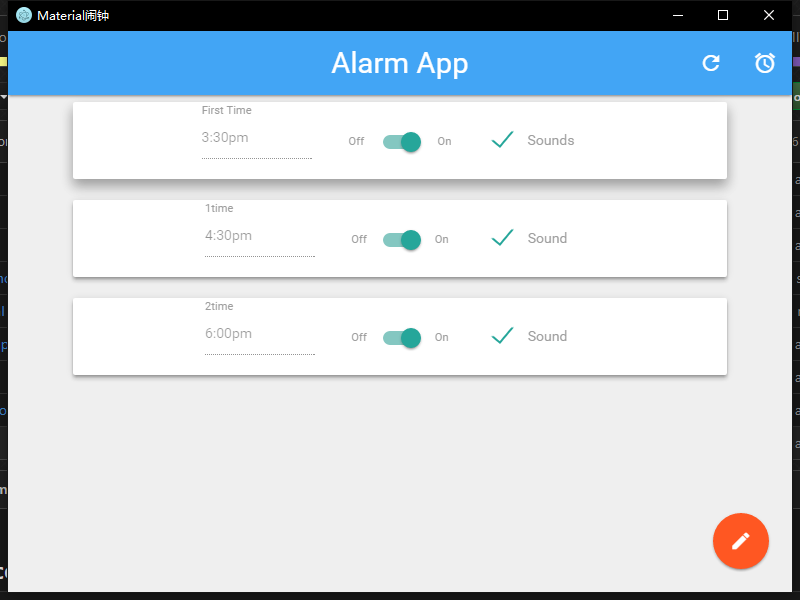 Material闹钟
Alarm App
First Time
3:30pm
Off On
Sounds
1time
4:30pm
Off On
Sound
2time
6:00pm
Off On
Sound